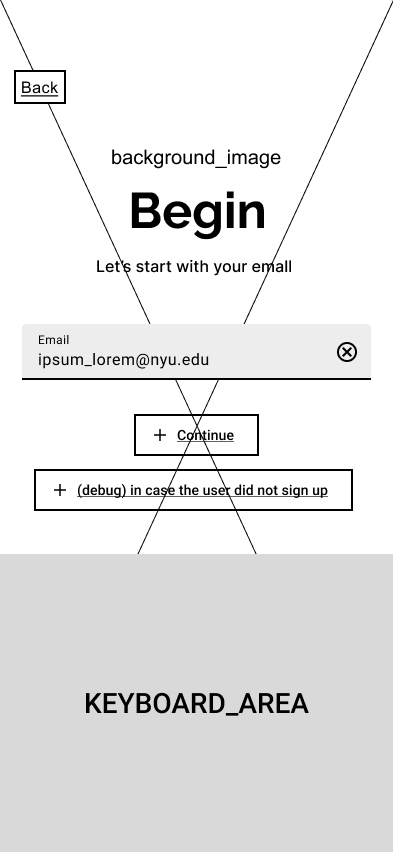 Back
background_image
Begin
Let's start with your emall
Email
ipsum_lorem@nyu.edu
Continue
(debug) in case the user did not sign up
KEYBOARD_AREA